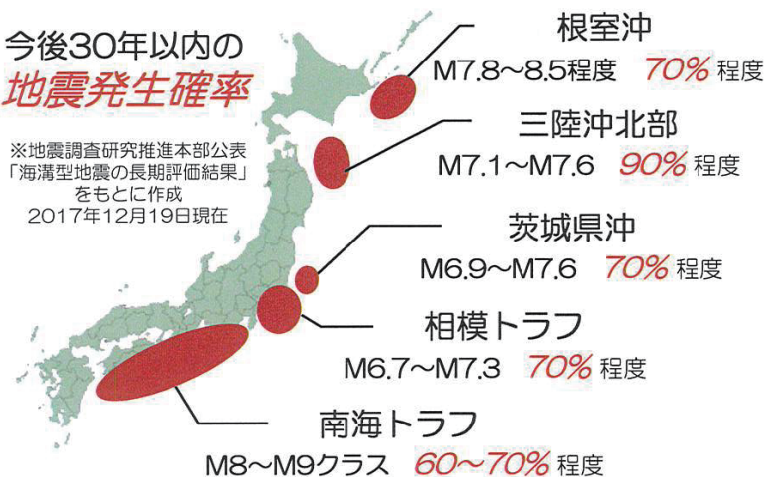 今後30年以内の
地震発生確率
※地震調査研究推進本部公表
「海溝型地震の長期評価結果」
をもとに作成
2017年12月19日現在
根室沖
M7.8〜8.5程度 70%程度
三陸沖北部
M7.1〜M7.6 90%程度
茨城県沖
M6.9〜M7.6 70%程度
相模トラフ
M6.7〜M7.3 70%程度
南海トラフ
M8〜M9クラス 60〜70%程度